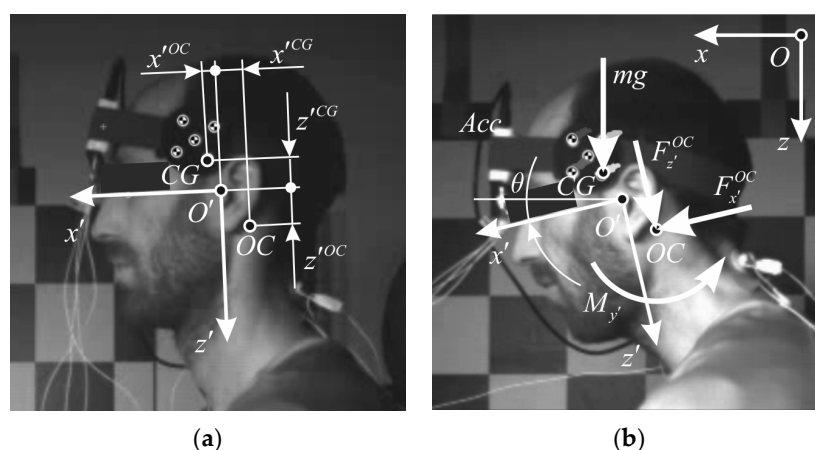 x′ᴼᶜ x′ᶜᴳ
z′ᶜᴳ
CG
O′
x′
OC
z′ᴼᶜ
z′
(a)
x O
mg
z
Acc
F_z′ᴼᶜ
F_x′ᴼᶜ
θ CG
O′
x′ OC
M_y′
z′
(b)